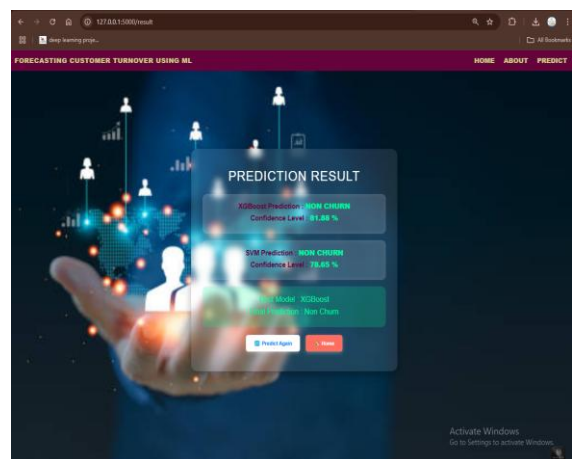 127.0.0.1:5000/result
deep learning proje...
All Bookmarks
FORECASTING CUSTOMER TURNOVER USING ML
HOME ABOUT PREDICT
PREDICTION RESULT
XGBoost Prediction : NON CHURN
Confidence Level : 81.88 %
SVM Prediction : NON CHURN
Confidence Level : 78.65 %
Model : XGBoost
Prediction : Non Churn
Predict Again
Home
Activate Windows
Go to Settings to activate Windows.